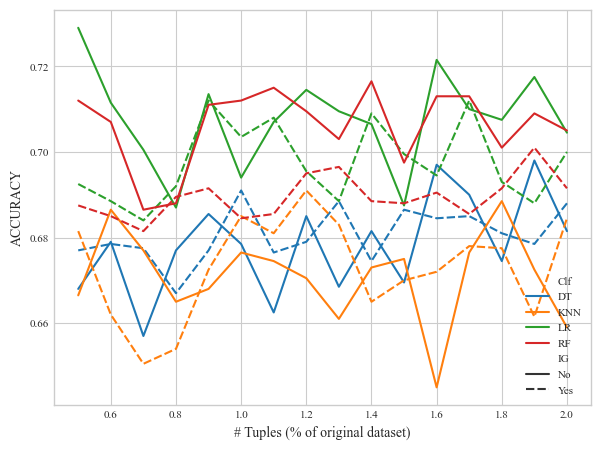 0.72
0.70
0.68
0.66
ACCURACY
0.6 0.8 1.0 1.2 1.4 1.6 1.8 2.0
# Tuples (% of original dataset)
Clf
DT
KNN
LR
RF
IG
No
Yes